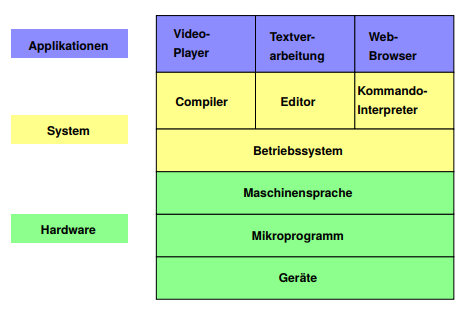 Applikationen
Video-
Player
Textver-
arbeitung
Web-
Browser
System
Compiler
Editor
Kommando-
Interpreter
Betriebssystem
Hardware
Maschinensprache
Mikroprogramm
Geräte